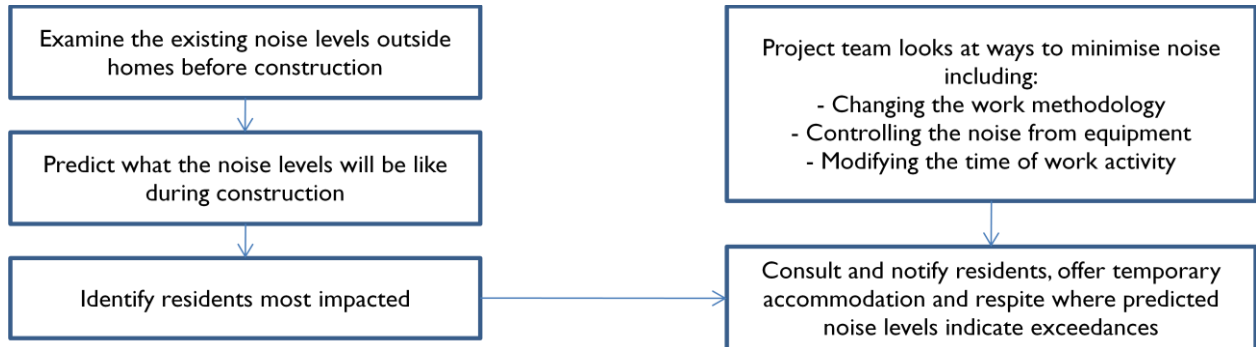 Examine the existing noise levels outside
homes before construction
Predict what the noise levels will be like
during construction
Identify residents most impacted
Project team looks at ways to minimise noise
including:
- Changing the work methodology
- Controlling the noise from equipment
- Modifying the time of work activity
Consult and notify residents, offer temporary
accommodation and respite where predicted
noise levels indicate exceedances